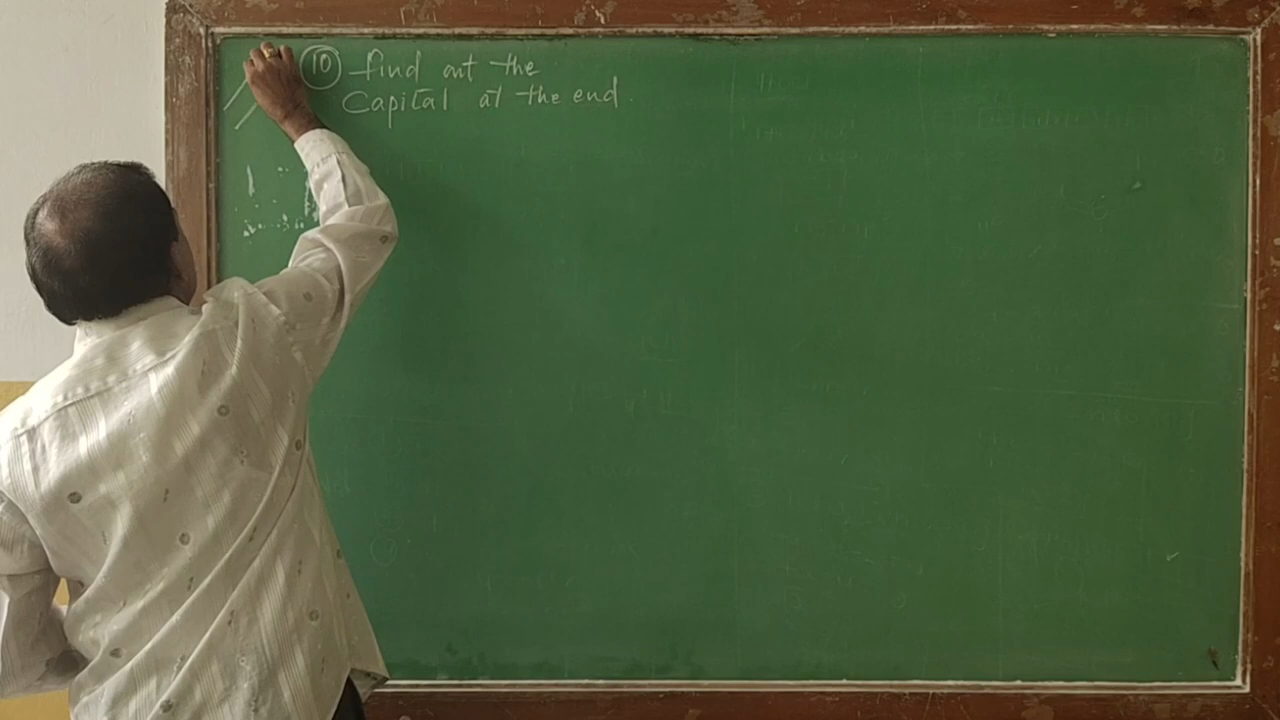 ⑩ Find out the
Capital at the end.